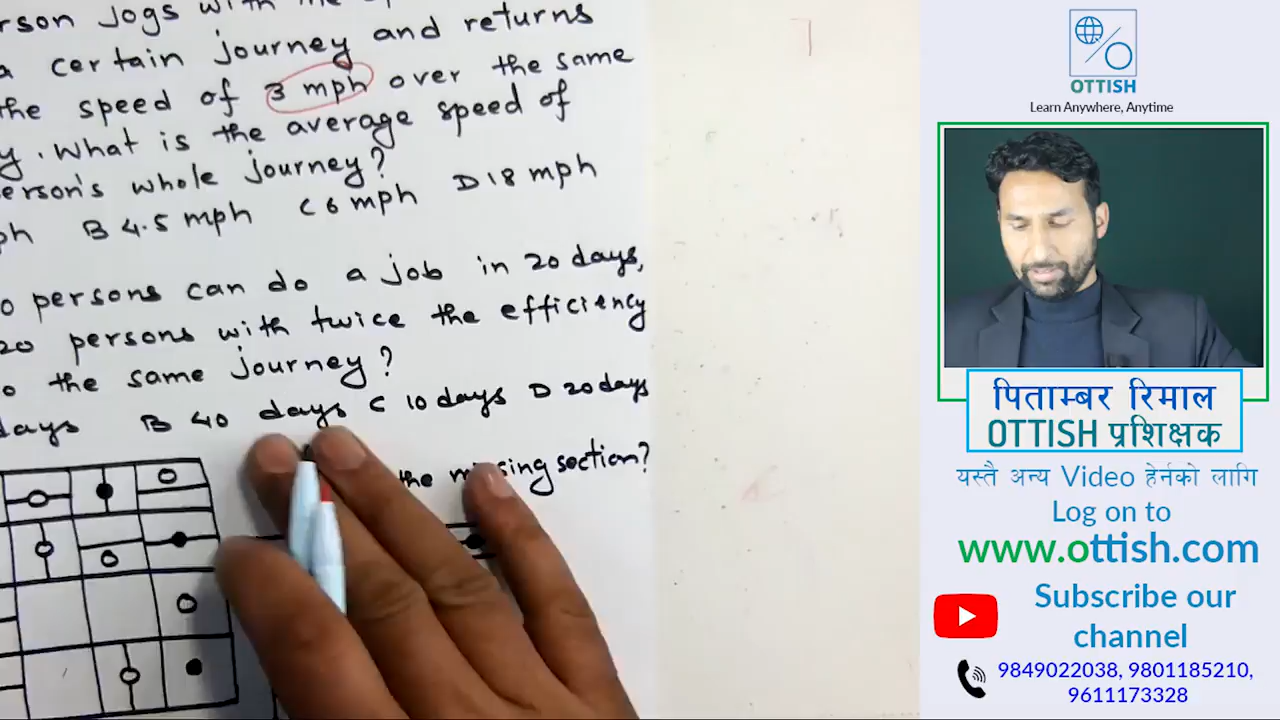 erson Jogs with the
a certain journey and returns
the speed of 3 mph over the same
y. What is the average speed of
erson's whole journey?
ph B 4.5 mph C 6 mph D 18 mph
0 persons can do a job in 20 days,
20 persons with twice the efficiency
o the same journey?
days B 40 days C 10 days D 20 days
the missing section?
OTTISH
Learn Anywhere, Anytime
पिताम्बर रिमाल
OTTISH प्रशिक्षक
यस्तै अन्य Video हेर्नको लागि
Log on to
www.ottish.com
Subscribe our
channel
9849022038, 9801185210,
9611173328